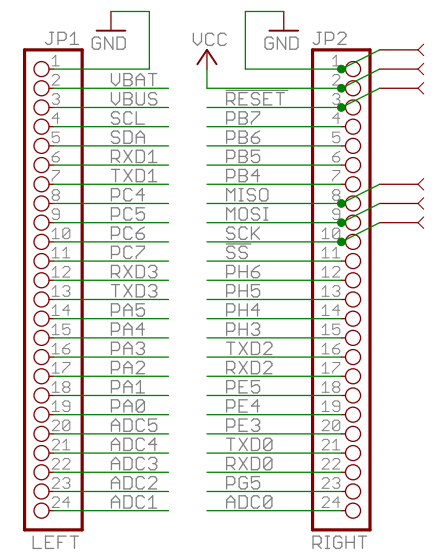 JP1 GND VCC GND JP2
1 1
2 VBAT 2
3 VBUS RESET 3
4 SCL PB7 4
5 SDA PB6 5
6 RXD1 PB5 6
7 TXD1 PB4 7
8 PC4 MISO 8
9 PC5 MOSI 9
10 PC6 SCK 10
11 PC7 SS 11
12 RXD3 PH6 12
13 TXD3 PH5 13
14 PA5 PH4 14
15 PA4 PH3 15
16 PA3 TXD2 16
17 PA2 RXD2 17
18 PA1 PE5 18
19 PA0 PE4 19
20 ADC5 PE3 20
21 ADC4 TXD0 21
22 ADC3 RXD0 22
23 ADC2 PG5 23
24 ADC1 ADC0 24
LEFT RIGHT